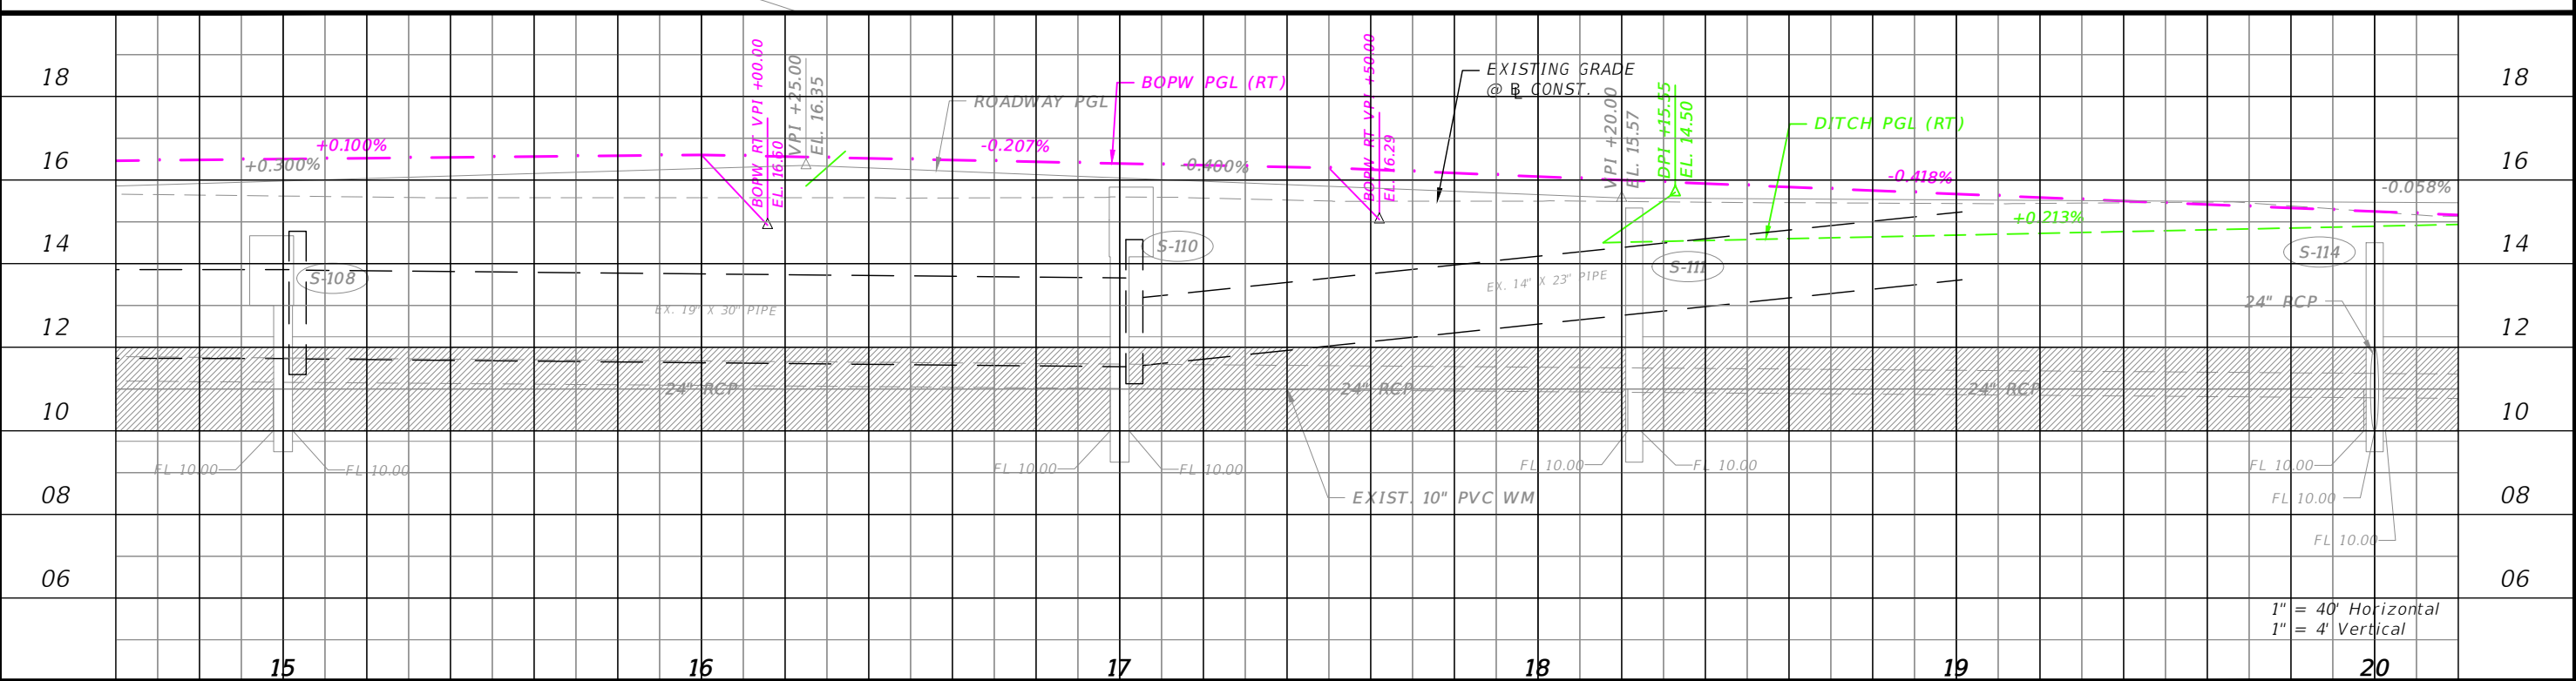 BOPW RT VPI +00.00
EL. 16.60
VPI +25.00
EL. 16.35
BOPW RT VPI +50.00
EL. 16.29
VPI +20.00
EL. 15.57
DPI +15.55
EL. 14.50
18
ROADWAY PGL
BOPW PGL (RT)
EXISTING GRADE
@ ℄ CONST.
DITCH PGL (RT)
18
16
+0.100%
+0.300%
-0.207%
-0.400%
-0.418%
-0.058%
16
+0.213%
14
S-108
S-110
S-111
S-114
14
EX. 19" X 30" PIPE
EX. 14" X 23" PIPE
24" RCP
12
12
10
24" RCP
24" RCP
24" RCP
10
FL 10.00
FL 10.00
FL 10.00
FL 10.00
FL 10.00
FL 10.00
FL 10.00
08
EXIST. 10" PVC WM
FL 10.00
08
FL 10.00
06
06
1" = 40' Horizontal
1" = 4' Vertical
15
16
17
18
19
20